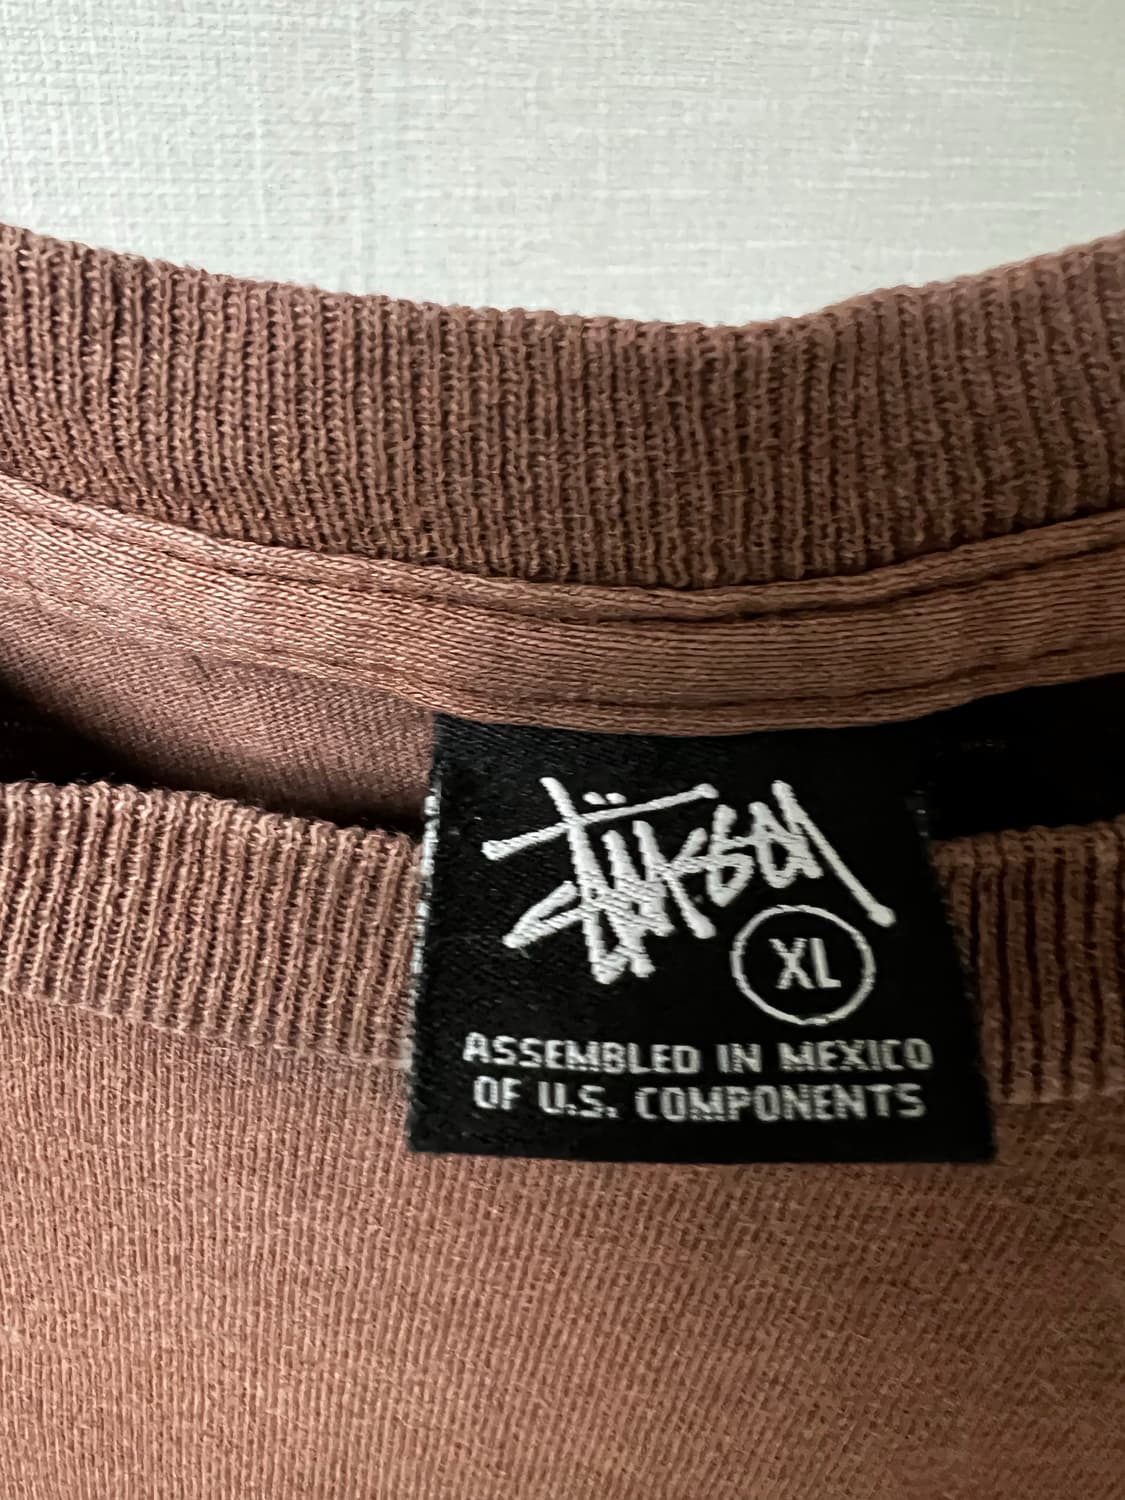 Stüssy
XL
ASSEMBLED IN MEXICO
OF U.S. COMPONENTS